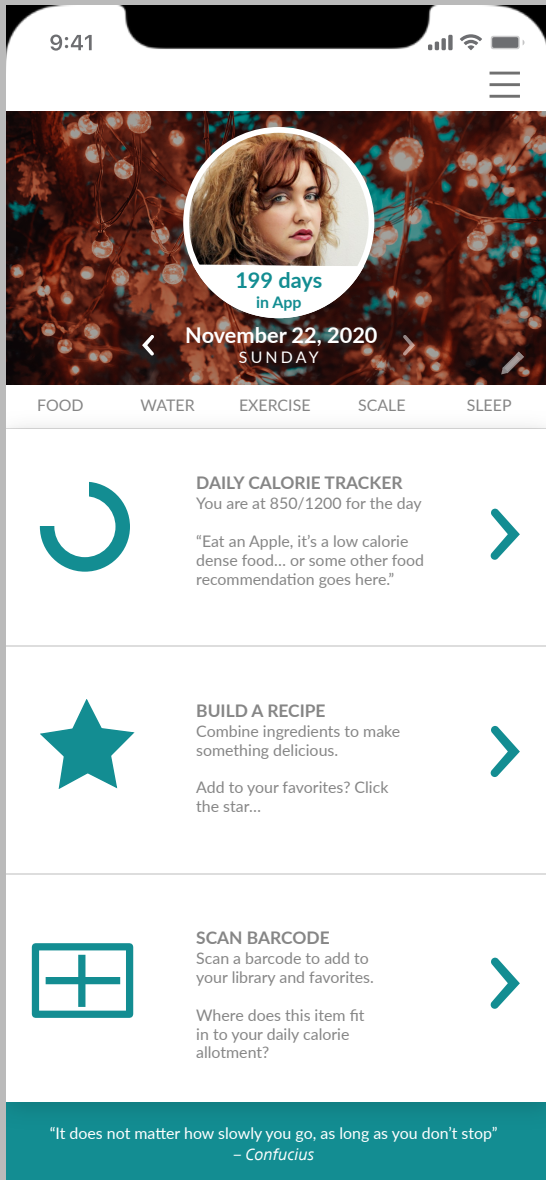 9:41
199 days
in App
November 22, 2020
SUNDAY
FOOD WATER EXERCISE SCALE SLEEP
DAILY CALORIE TRACKER
You are at 850/1200 for the day
“Eat an Apple, it’s a low calorie
dense food... or some other food
recommendation goes here.”
BUILD A RECIPE
Combine ingredients to make
something delicious.
Add to your favorites? Click
the star...
SCAN BARCODE
Scan a barcode to add to
your library and favorites.
Where does this item fit
in to your daily calorie
allotment?
“It does not matter how slowly you go, as long as you don’t stop”
– Confucius